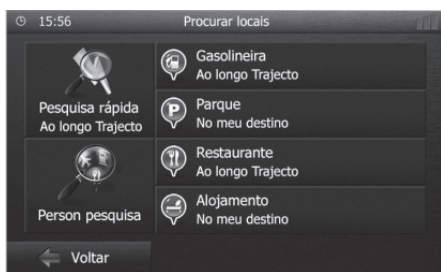 15:56
Procurar locais
Pesquisa rápida
Ao longo Trajecto
Person pesquisa
Gasolineira
Ao longo Trajecto
P
Parque
No meu destino
Restaurante
Ao longo Trajecto
Alojamento
No meu destino
Voltar